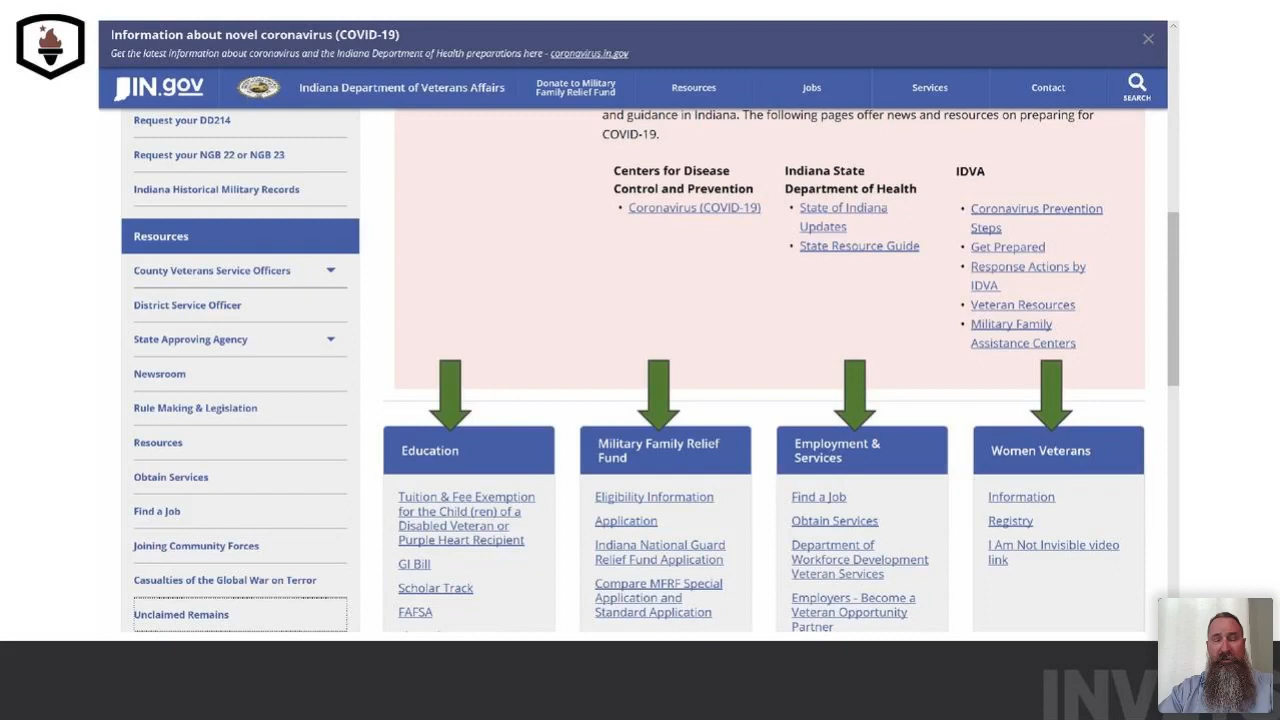 Information about novel coronavirus (COVID-19)
Get the latest information about coronavirus and the Indiana Department of Health preparations here - coronavirus.in.gov
IN.gov
Indiana Department of Veterans Affairs
Donate to Military
Family Relief Fund
Resources
Jobs
Services
Contact
SEARCH
Request your DD214
Request your NGB 22 or NGB 23
Indiana Historical Military Records
Resources
County Veterans Service Officers
District Service Officer
State Approving Agency
Newsroom
Rule Making & Legislation
Resources
Obtain Services
Find a Job
Joining Community Forces
Casualties of the Global War on Terror
Unclaimed Remains
and guidance in Indiana. The following pages offer news and resources on preparing for
COVID-19.
Centers for Disease
Control and Prevention
• Coronavirus (COVID-19)
Indiana State
Department of Health
• State of Indiana
Updates
• State Resource Guide
IDVA
• Coronavirus Prevention
Steps
• Get Prepared
• Response Actions by
IDVA
• Veteran Resources
• Military Family
Assistance Centers
Education
Tuition & Fee Exemption
for the Child (ren) of a
Disabled Veteran or
Purple Heart Recipient
GI Bill
Scholar Track
FAFSA
Military Family Relief
Fund
Eligibility Information
Application
Indiana National Guard
Relief Fund Application
Compare MFRF Special
Application and
Standard Application
Employment &
Services
Find a Job
Obtain Services
Department of
Workforce Development
Veteran Services
Employers - Become a
Veteran Opportunity
Partner
Women Veterans
Information
Registry
I Am Not Invisible video
link